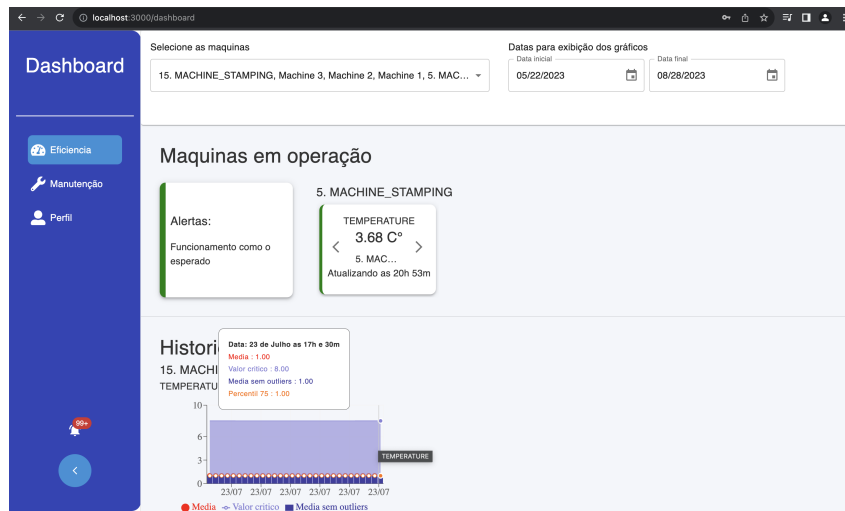 localhost:3000/dashboard
Dashboard
Eficiencia
Manutenção
Perfil
99+
Selecione as maquinas
15. MACHINE_STAMPING, Machine 3, Machine 2, Machine 1, 5. MAC...
Datas para exibição dos gráficos
Data inicial
05/22/2023
Data final
08/28/2023
Maquinas em operação
Alertas:
Funcionamento como o
esperado
5. MACHINE_STAMPING
TEMPERATURE
3.68 C°
5. MAC...
Atualizando as 20h 53m
Histori
15. MACHI
TEMPERATU
Data: 23 de Julho as 17h e 30m
Media : 1.00
Valor critico : 8.00
Media sem outliers : 1.00
Percentil 75 : 1.00
10
6
3
0
TEMPERATURE
23/07 23/07 23/07 23/07 23/07 23/07
Media Valor critico Media sem outliers